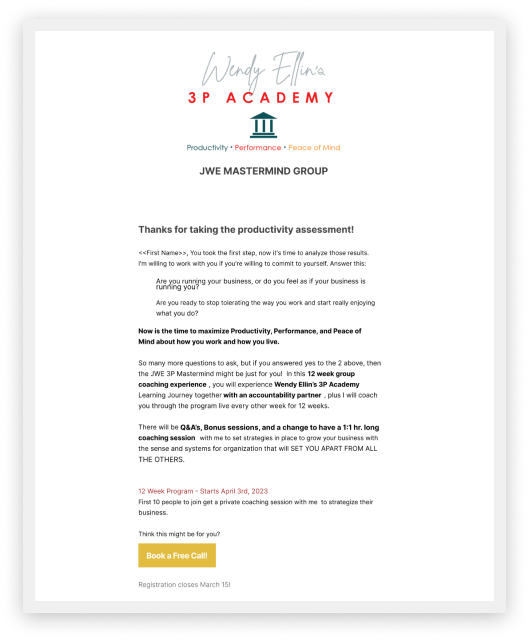 Wendy Ellin's
3P ACADEMY
Productivity • Performance • Peace of Mind
JWE MASTERMIND GROUP
Thanks for taking the productivity assessment!
<<First Name>>, You took the first step, now it's time to analyze those results.
I'm willing to work with you if you're willing to commit to yourself. Answer this:
Are you running your business, or do you feel as if your business is
running you?
Are you ready to stop tolerating the way you work and start really enjoying
what you do?
Now is the time to maximize Productivity, Performance, and Peace of
Mind about how you work and how you live.
So many more questions to ask, but if you answered yes to the 2 above, then
the JWE 3P Mastermind might be just for you! In this 12 week group
coaching experience , you will experience Wendy Ellin's 3P Academy
Learning Journey together with an accountability partner , plus I will coach
you through the program live every other week for 12 weeks.
There will be Q&A's, Bonus sessions, and a change to have a 1:1 hr. long
coaching session with me to set strategies in place to grow your business with
the sense and systems for organization that will SET YOU APART FROM ALL
THE OTHERS.
12 Week Program - Starts April 3rd, 2023
First 10 people to join get a private coaching session with me to strategize their
business.
Think this might be for you?
Book a Free Call!
Registration closes March 15!